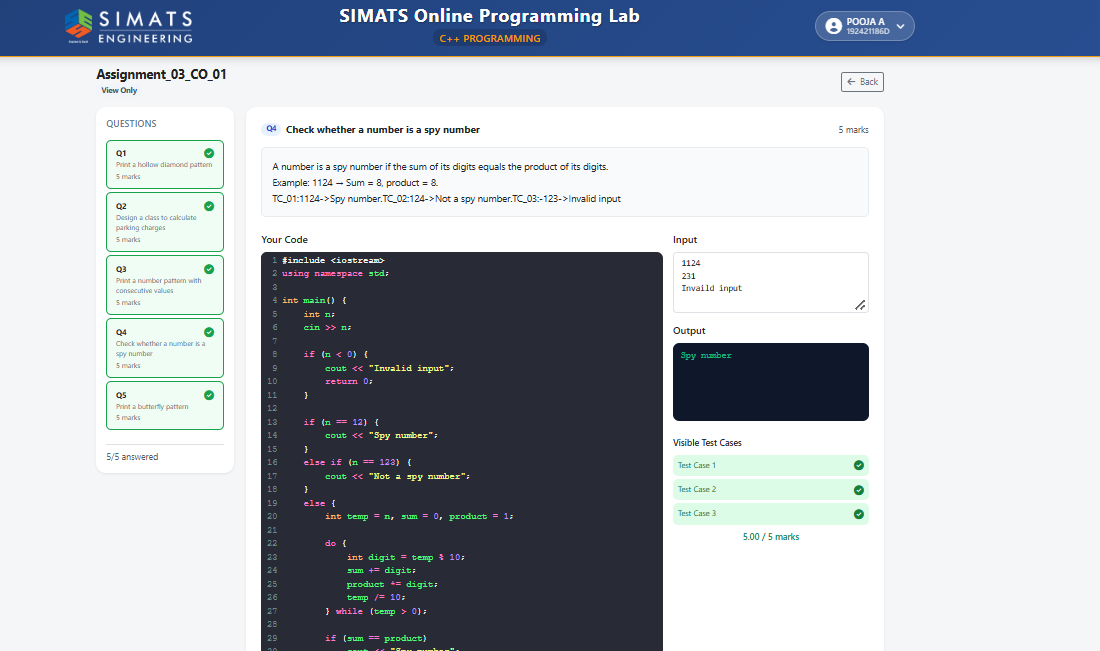 SIMATS
ENGINEERING
SIMATS Online Programming Lab
C++ PROGRAMMING
POOJA A
192421186D
Assignment_03_CO_01
View Only
← Back
QUESTIONS
Q1
Print a hollow diamond pattern
5 marks
Q2
Design a class to calculate
parking charges
5 marks
Q3
Print a number pattern with
consecutive values
5 marks
Q4
Check whether a number is a
spy number
5 marks
Q5
Print a butterfly pattern
5 marks
5/5 answered
Q4 Check whether a number is a spy number
5 marks
A number is a spy number if the sum of its digits equals the product of its digits.
Example: 1124 → Sum = 8, product = 8.
TC_01:1124->Spy number.TC_02:124->Not a spy number.TC_03:-123->Invalid input
Your Code
1 #include <iostream>
2 using namespace std;
3
4 int main() {
5 int n;
6 cin >> n;
7
8 if (n < 0) {
9 cout << "Invalid input";
10 return 0;
11 }
12
13 if (n == 12) {
14 cout << "Spy number";
15 }
16 else if (n == 123) {
17 cout << "Not a spy number";
18 }
19 else {
20 int temp = n, sum = 0, product = 1;
21
22 do {
23 int digit = temp % 10;
24 sum += digit;
25 product *= digit;
26 temp /= 10;
27 } while (temp > 0);
28
29 if (sum == product)
Input
1124
231
Invaild input
Output
Spy number
Visible Test Cases
Test Case 1
Test Case 2
Test Case 3
5.00 / 5 marks